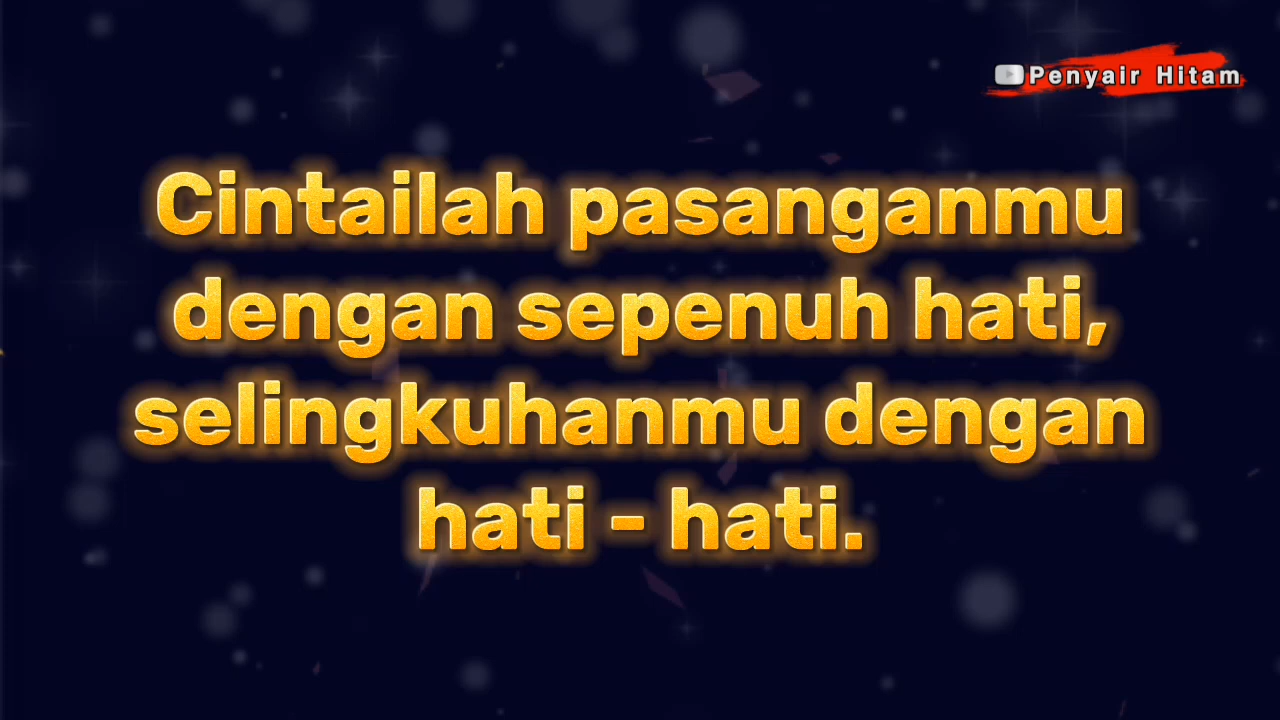 Penyair Hitam
Cintailah pasanganmu
dengan sepenuh hati,
selingkuhanmu dengan
hati - hati.